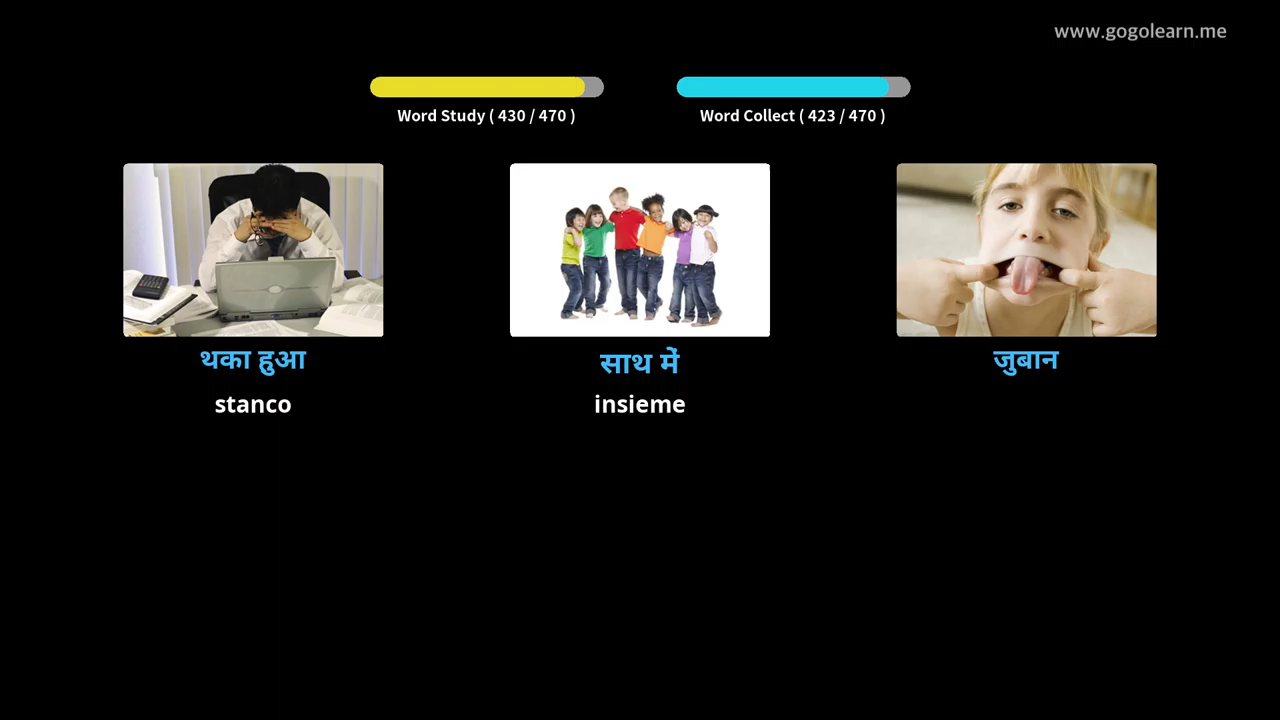 www.gogolearn.me
Word Study ( 430 / 470 )
Word Collect ( 423 / 470 )
थका हुआ
साथ में
जुबान
stanco
insieme